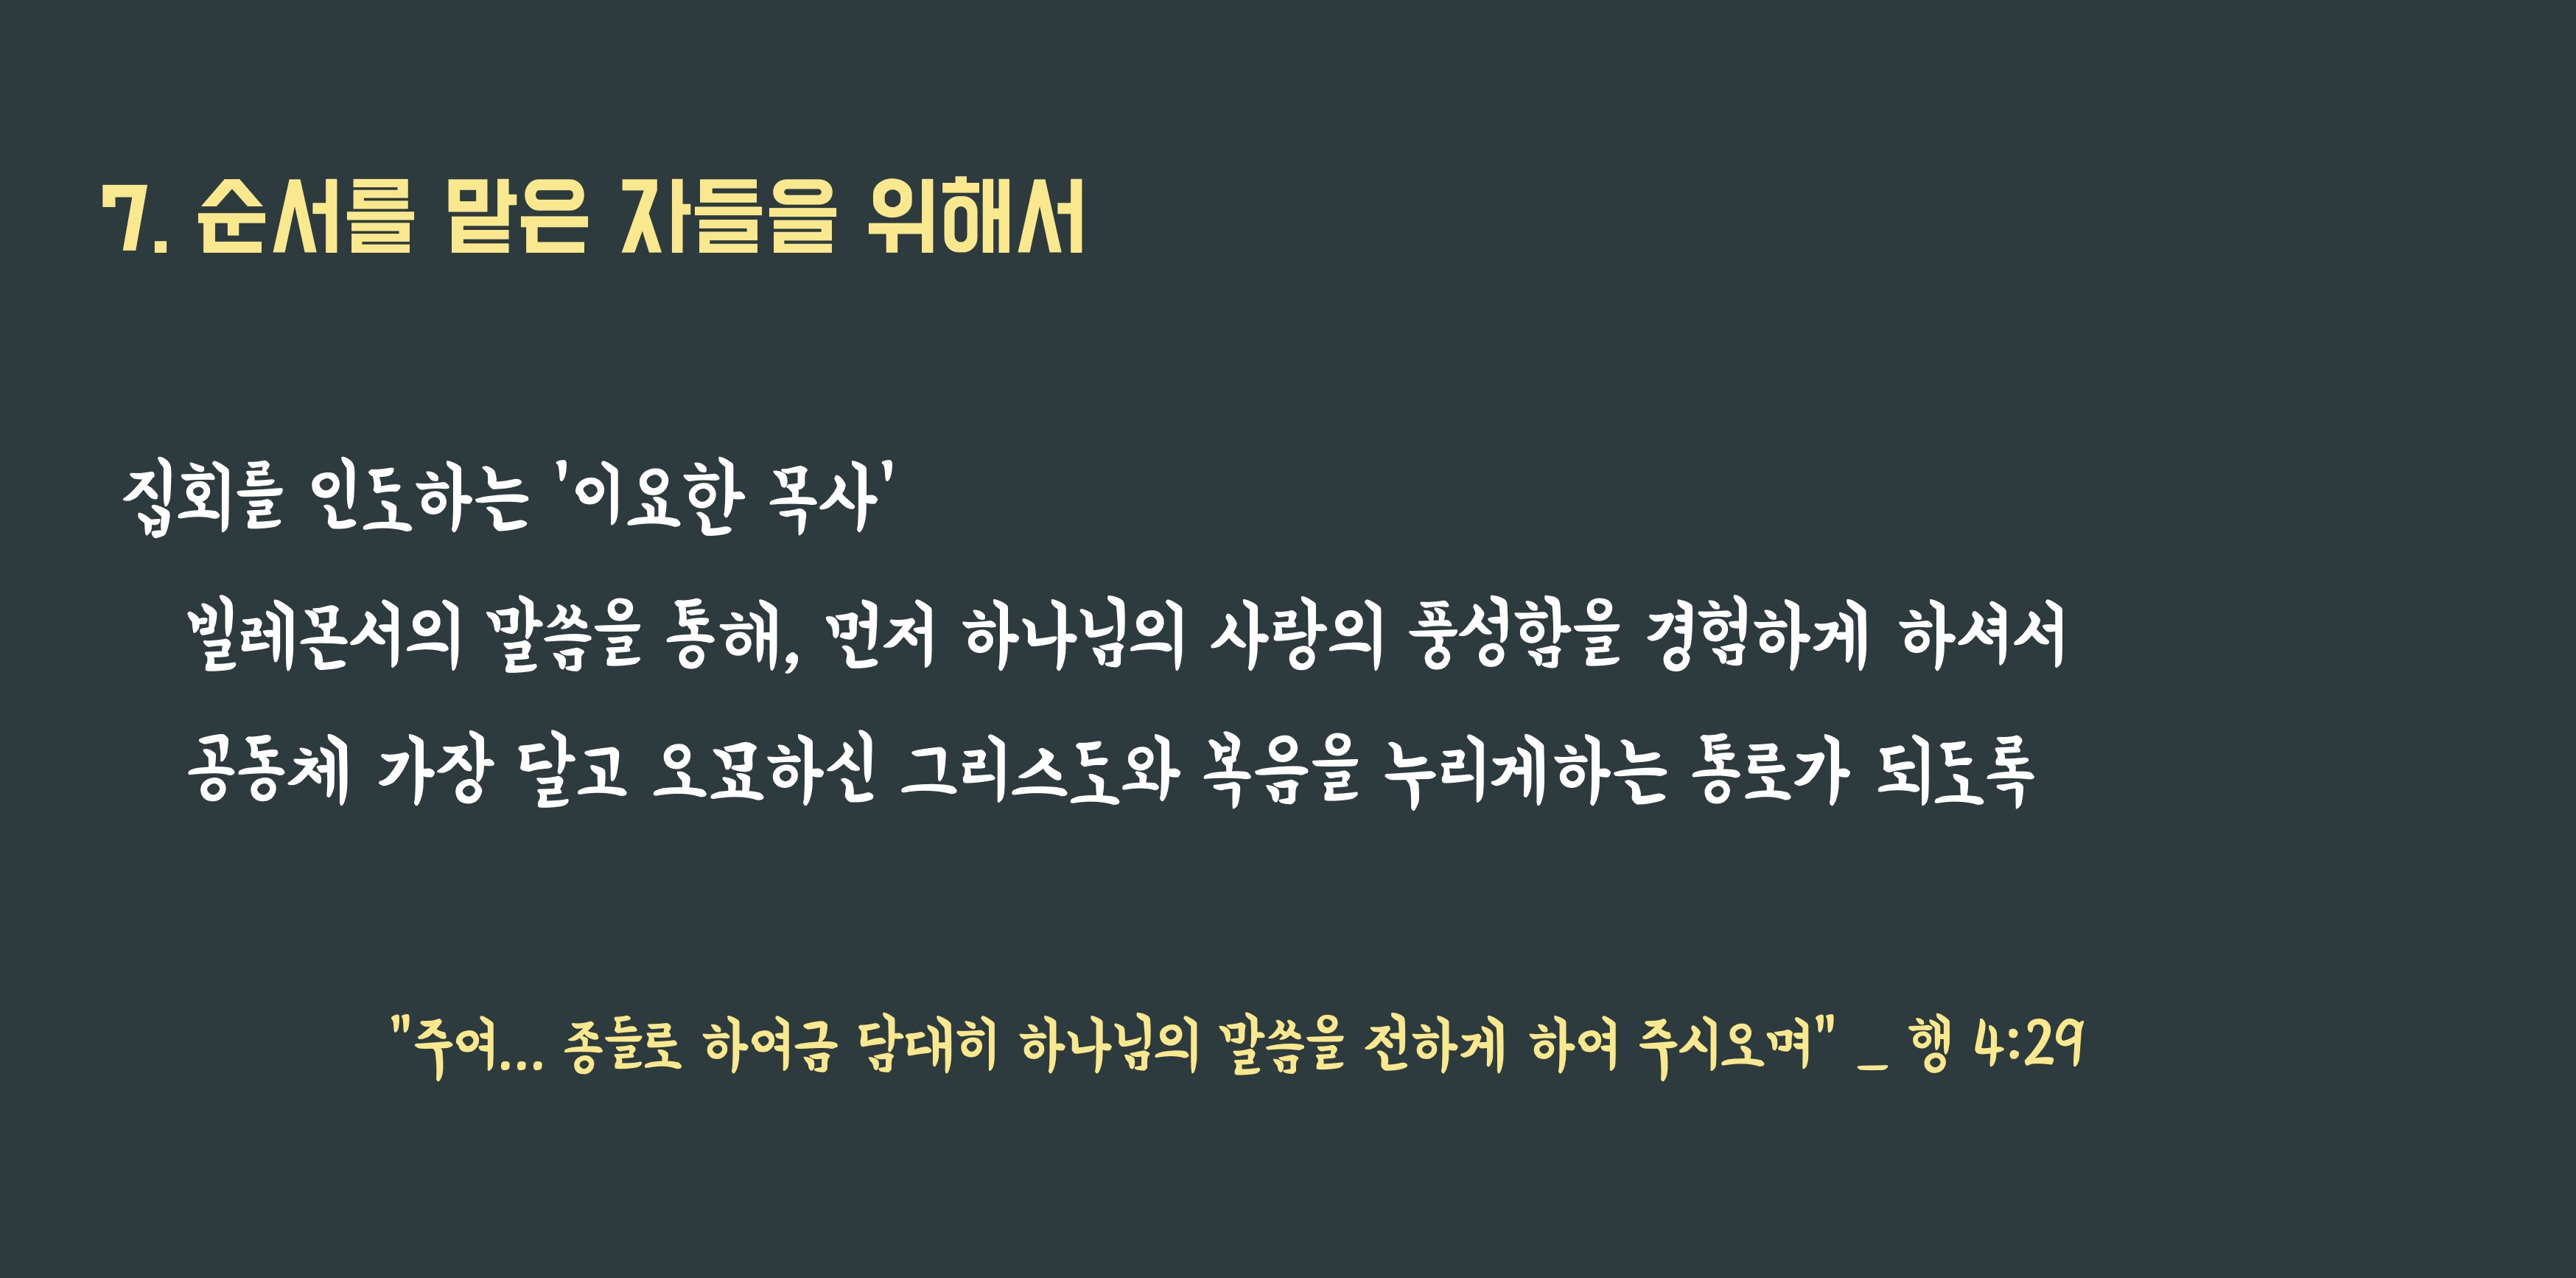 7. 순서를 맡은 자들을 위해서
집회를 인도하는 '이요한 목사'
빌레몬서의 말씀을 통해, 먼저 하나님의 사랑의 풍성함을 경험하게 하셔서
공동체 가장 달고 오묘하신 그리스도와 복음을 누리게하는 통로가 되도록
"주여... 종들로 하여금 담대히 하나님의 말씀을 전하게 하여 주시오며" _ 행 4:29